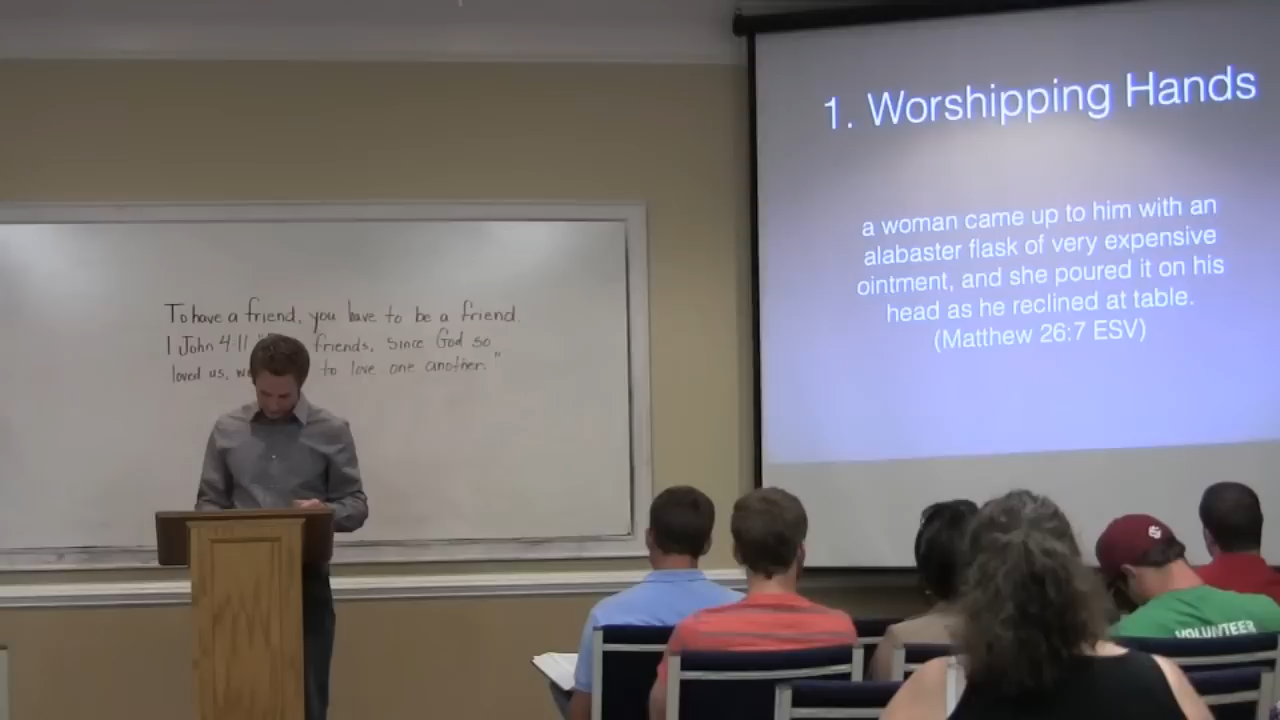 To have a friend, you have to be a friend.
1 John 4:11 " friends, since God so
loved us, to love one another."
1. Worshipping Hands
a woman came up to him with an
alabaster flask of very expensive
ointment, and she poured it on his
head as he reclined at table.
(Matthew 26:7 ESV)
VOLUNTEER